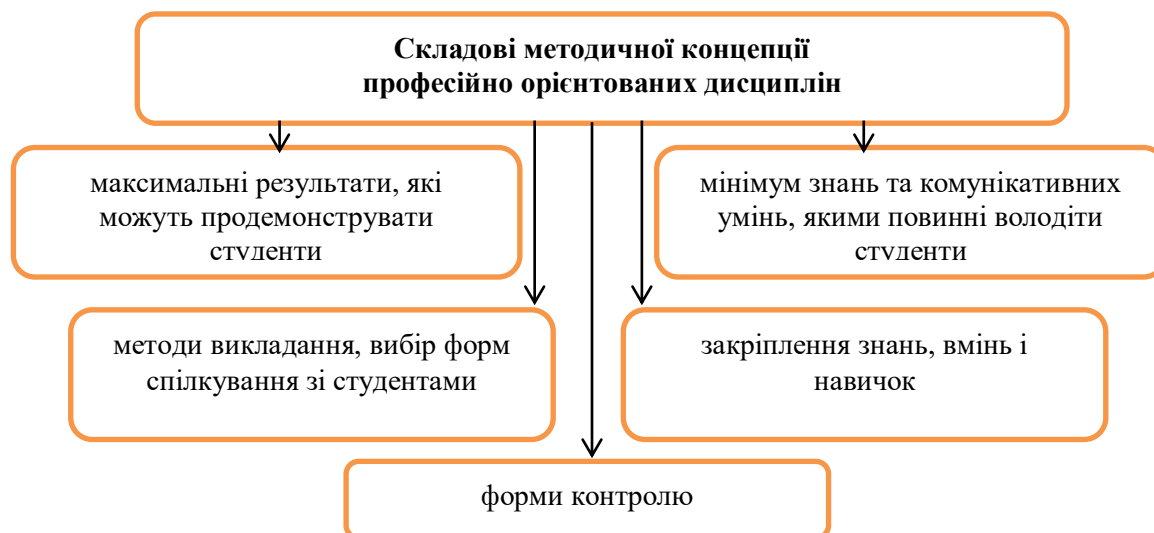 Складові методичної концепції
професійно орієнтованих дисциплін
максимальні результати, які
можуть продемонструвати
студенти
мінімум знань та комунікативних
умінь, якими повинні володіти
студенти
методи викладання, вибір форм
спілкування зі студентами
закріплення знань, вмінь і
навичок
форми контролю